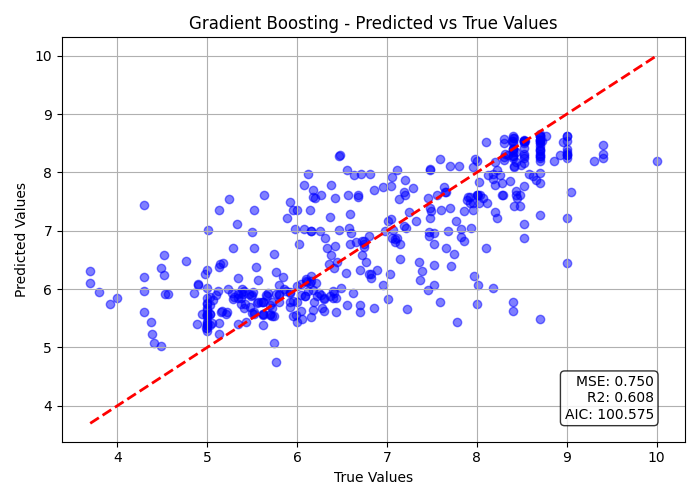 Gradient Boosting - Predicted vs True Values
10
9
8
7
6
5
4
Predicted Values
MSE: 0.750
R2: 0.608
AIC: 100.575
4 5 6 7 8 9 10
True Values